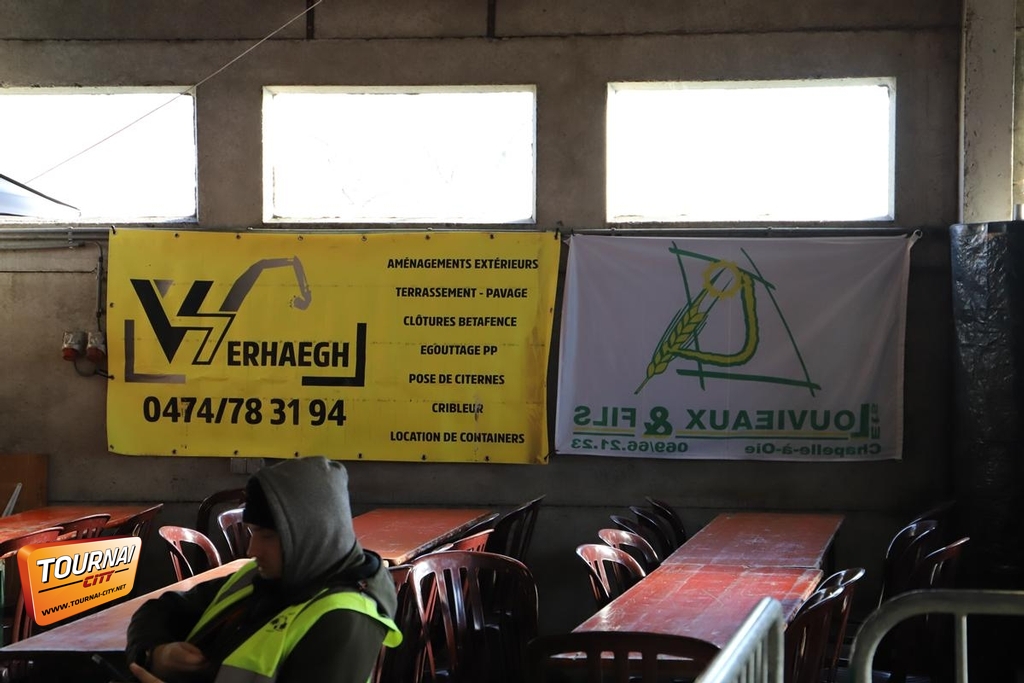 VERHAEGH
0474/78 31 94
AMÉNAGEMENTS EXTÉRIEURS
TERRASSEMENT - PAVAGE
CLÔTURES BETAFENCE
EGOUTTAGE PP
POSE DE CITERNES
CRIBLEUR
LOCATION DE CONTAINERS
LOUVIEAUX & FILS
Chapelle-à-Oie 069/66.21.23
TOURNAI
CITY
WWW.TOURNAI-CITY.NET